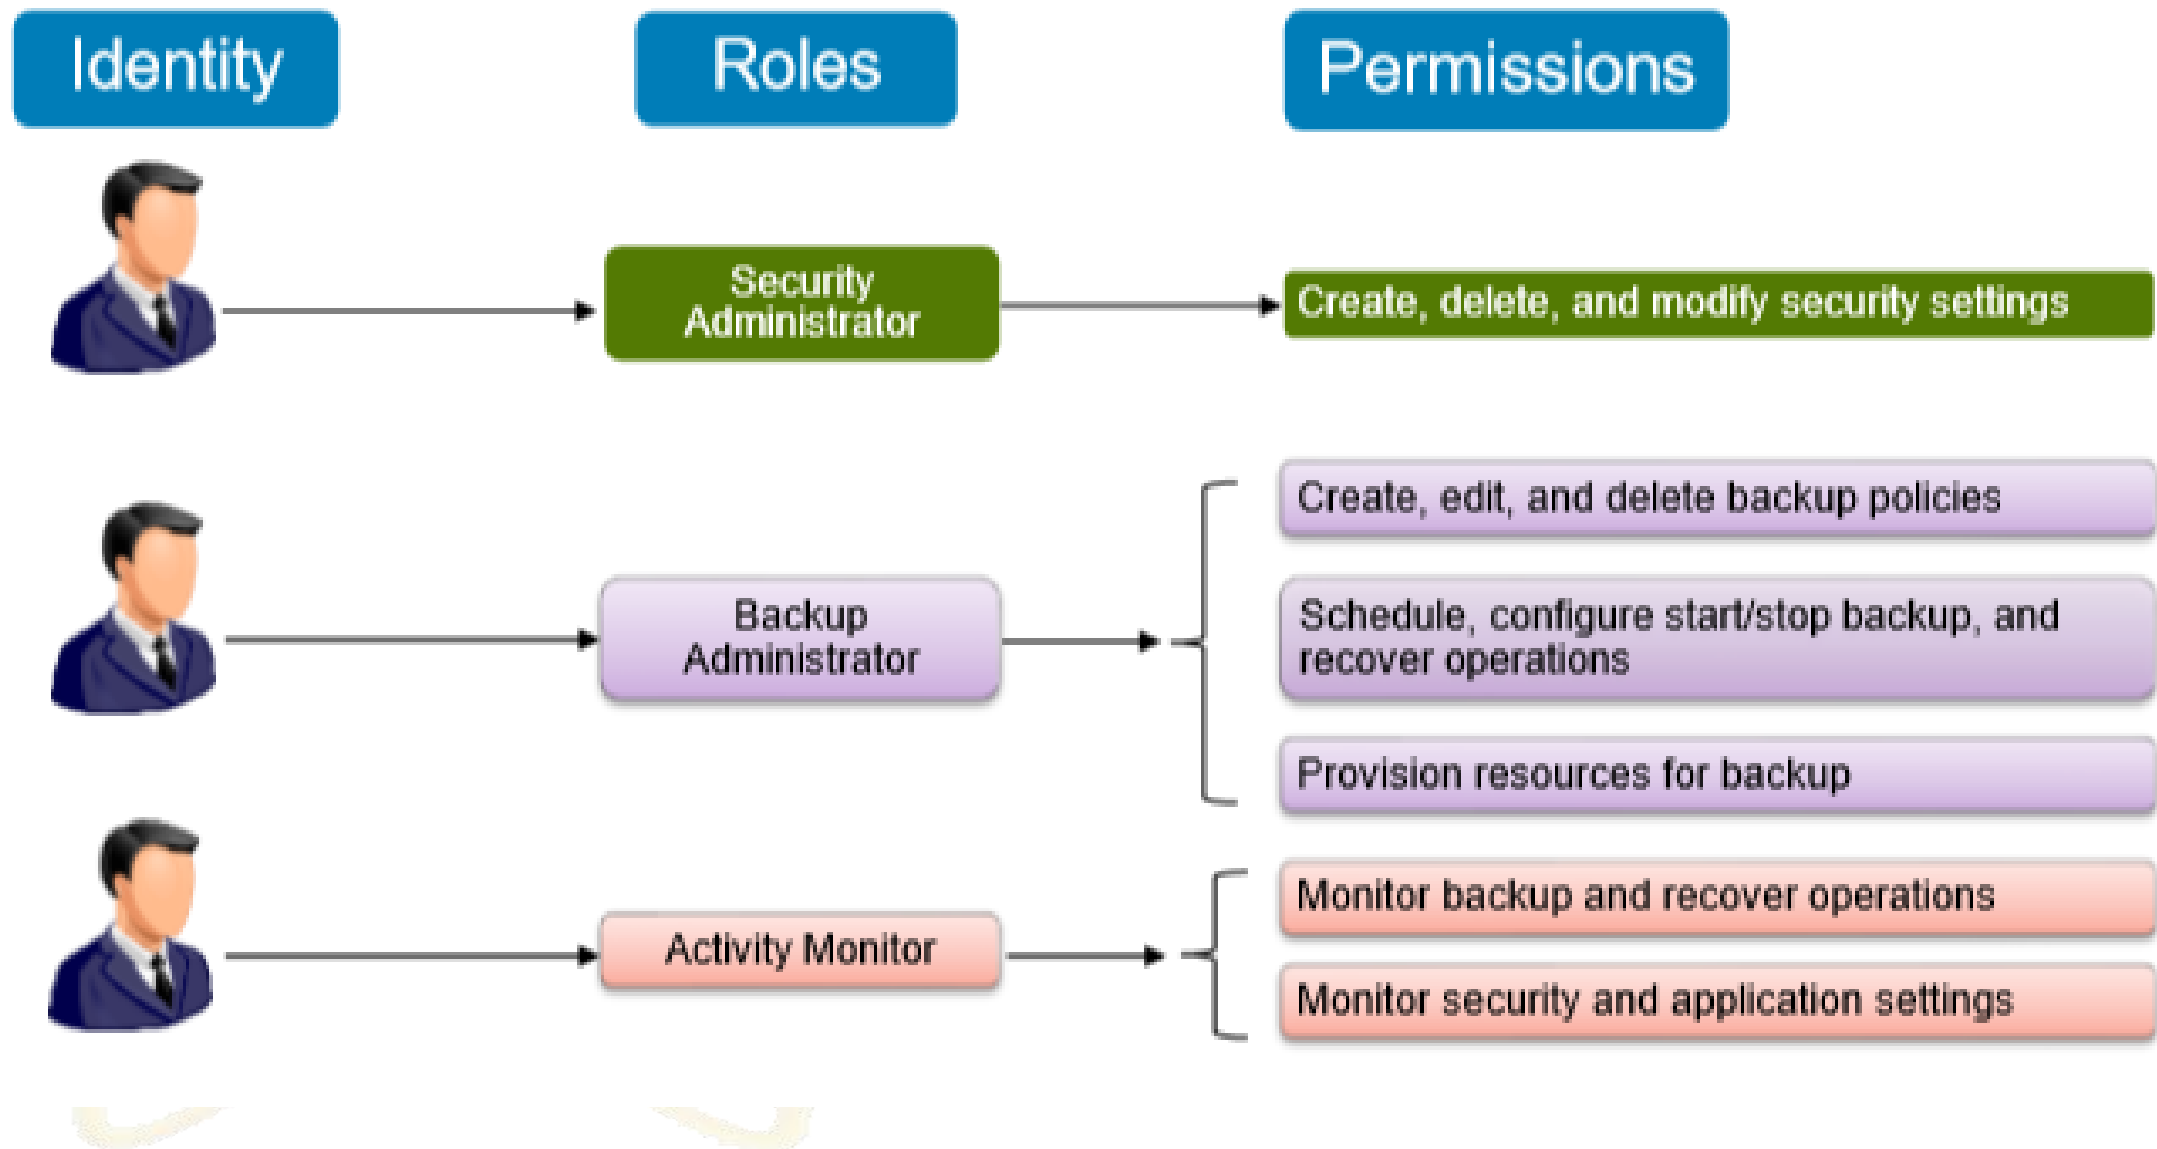 Identity
Roles
Permissions
Security
Administrator
Create, delete, and modify security settings
Backup
Administrator
Create, edit, and delete backup policies
Schedule, configure start/stop backup, and
recover operations
Provision resources for backup
Activity Monitor
Monitor backup and recover operations
Monitor security and application settings